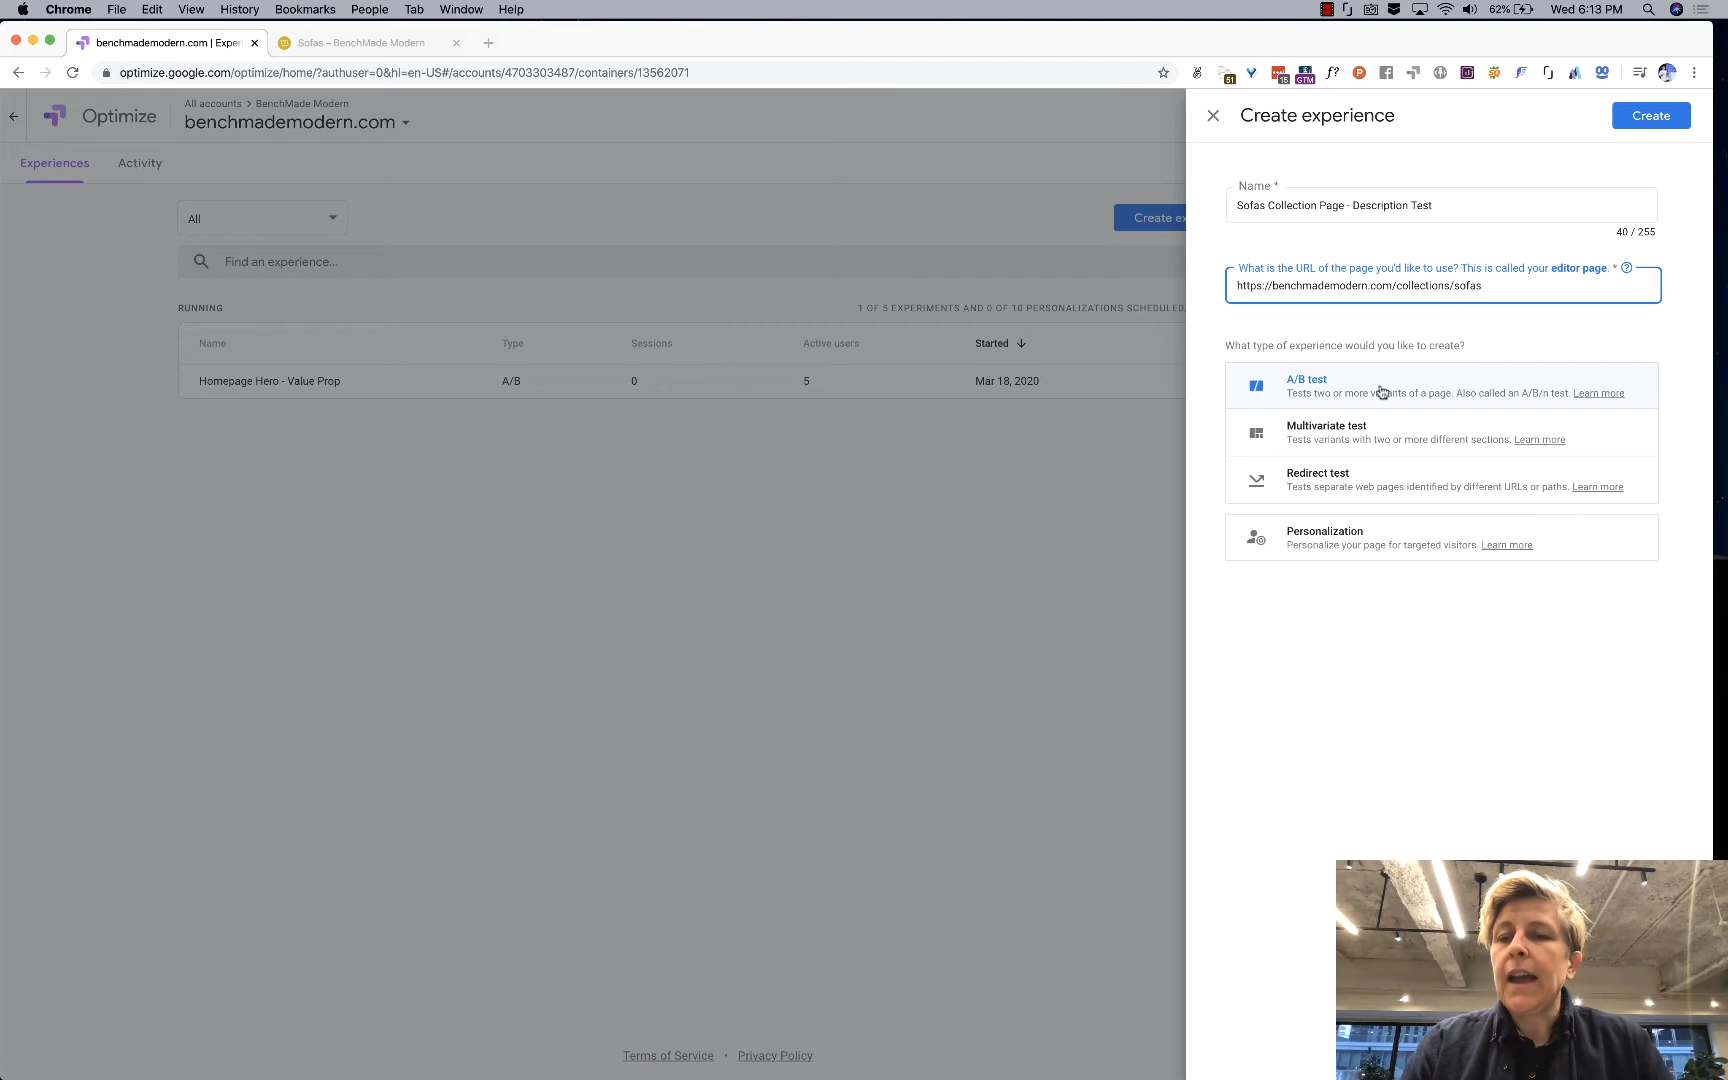 Chrome File Edit View History Bookmarks People Tab Window Help
62% Wed 6:13 PM
benchmademodern.com | Exper
Sofas – BenchMade Modern
optimize.google.com/optimize/home/?authuser=0&hl=en-US#/accounts/4703303487/containers/13562071
51
15
GTM
f?
Optimize
All accounts > BenchMade Modern
benchmademodern.com
Experiences
Activity
All
Create ex
Find an experience...
RUNNING
1 OF 5 EXPERIMENTS AND 0 OF 10 PERSONALIZATIONS SCHEDULED,
Name Type Sessions Active users Started
Homepage Hero - Value Prop A/B 0 5 Mar 18, 2020
Terms of Service • Privacy Policy
Create experience
Create
Name *
Sofas Collection Page - Description Test
40 / 255
What is the URL of the page you'd like to use? This is called your editor page. *
https://benchmademodern.com/collections/sofas
What type of experience would you like to create?
A/B test
Tests two or more variants of a page. Also called an A/B/n test. Learn more
Multivariate test
Tests variants with two or more different sections. Learn more
Redirect test
Tests separate web pages identified by different URLs or paths. Learn more
Personalization
Personalize your page for targeted visitors. Learn more